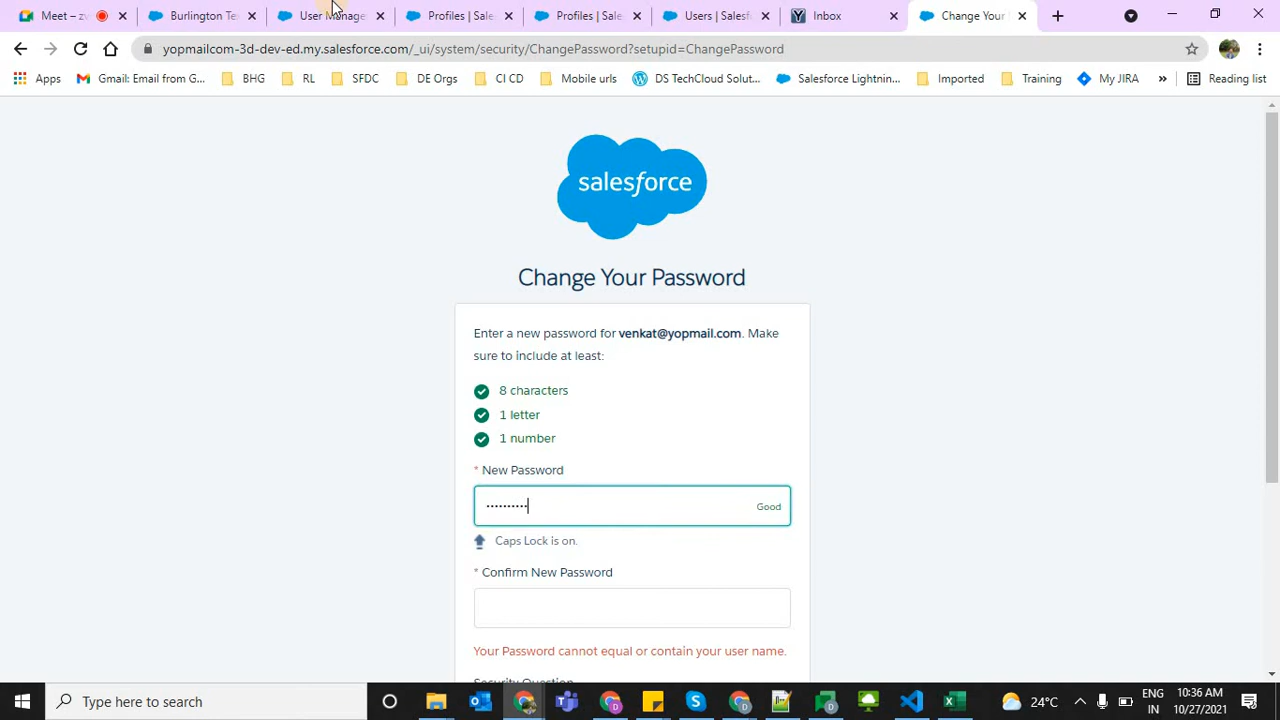 Meet – zv
Burlington Te
User Manage
Profiles | Sale
Profiles | Sale
Users | Salesf
Inbox
Change Your
yopmailcom-3d-dev-ed.my.salesforce.com/_ui/system/security/ChangePassword?setupid=ChangePassword
Apps
Gmail: Email from G...
BHG
RL
SFDC
DE Orgs
CI CD
Mobile urls
DS TechCloud Solut...
Salesforce Lightnin...
Imported
Training
My JIRA
»
Reading list
salesforce
Change Your Password
Enter a new password for venkat@yopmail.com. Make
sure to include at least:
8 characters
1 letter
1 number
* New Password
••••••••••
Good
Caps Lock is on.
* Confirm New Password
Your Password cannot equal or contain your user name.
Security Question
Type here to search
24°C
ENG
IN
10:36 AM
10/27/2021